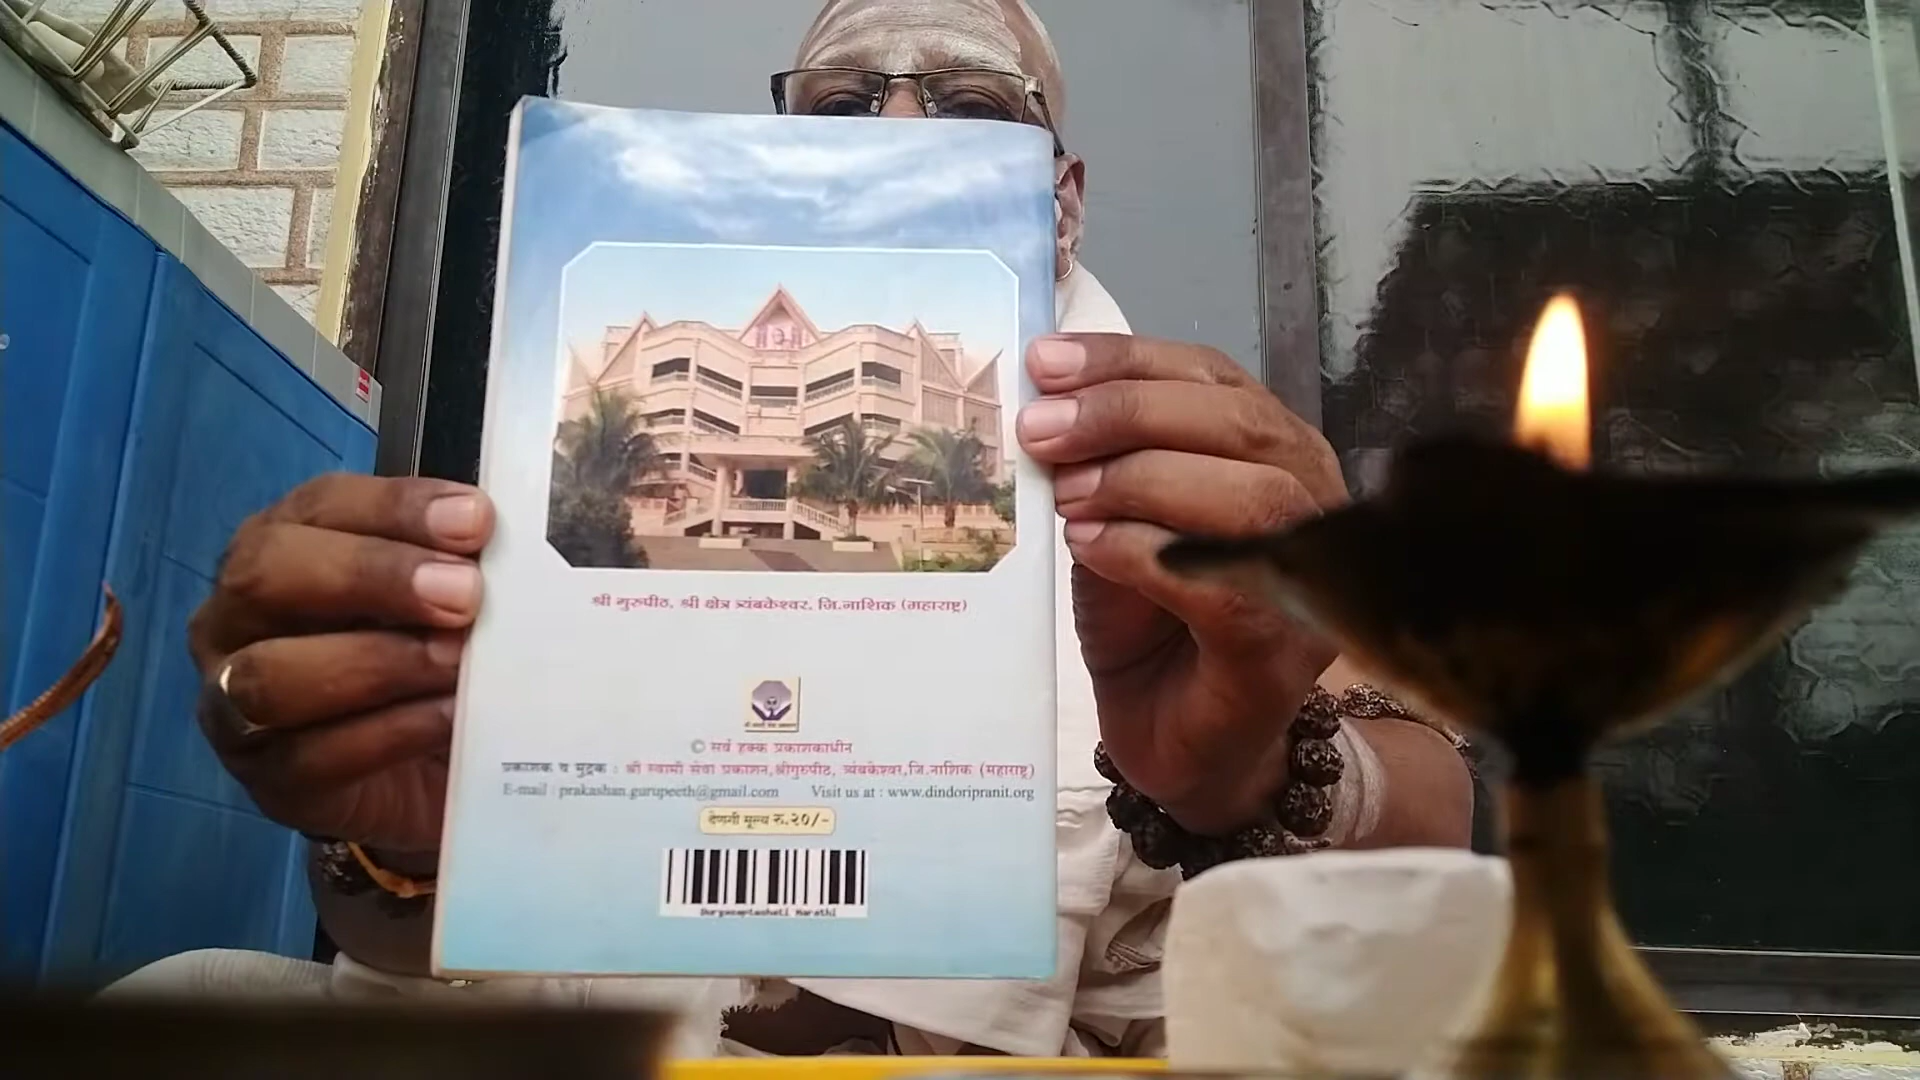 श्री गुरुपीठ, श्री क्षेत्र त्र्यंबकेश्वर, जि.नाशिक (महाराष्ट्र)
© सर्व हक्क प्रकाशकाधीन
प्रकाशक व मुद्रक : श्री स्वामी सेवा प्रकाशन,श्रीगुरुपीठ, त्र्यंबकेश्वर,जि.नाशिक (महाराष्ट्र)
E-mail : prakashan.gurupeeth@gmail.com Visit us at : www.dindoripranit.org
देणगी मूल्य रु.२०/-
Durgasaptashati Marathi